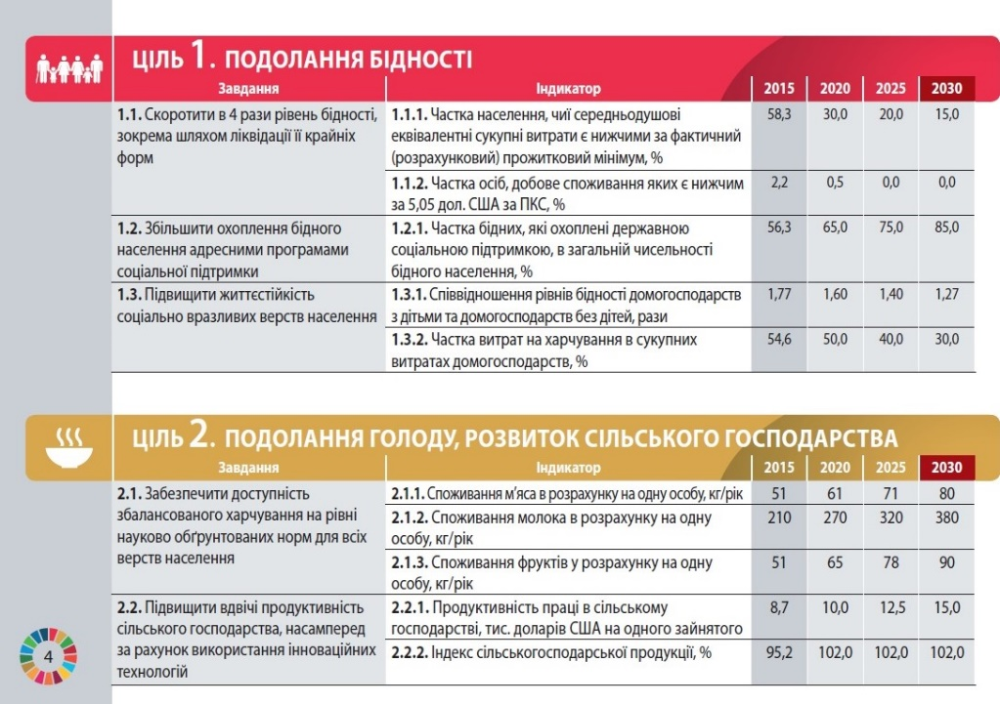 ЦІЛЬ 1. ПОДОЛАННЯ БІДНОСТІ
Завдання Індикатор 2015 2020 2025 2030
1.1. Скоротити в 4 рази рівень бідності,
зокрема шляхом ліквідації її крайніх
форм
1.1.1. Частка населення, чиї середньодушові
еквівалентні сукупні витрати є нижчими за фактичний
(розрахунковий) прожитковий мінімум, %
58,3 30,0 20,0 15,0
1.1.2. Частка осіб, добове споживання яких є нижчим
за 5,05 дол. США за ПКС, %
2,2 0,5 0,0 0,0
1.2. Збільшити охоплення бідного
населення адресними програмами
соціальної підтримки
1.2.1. Частка бідних, які охоплені державною
соціальною підтримкою, в загальній чисельності
бідного населення, %
56,3 65,0 75,0 85,0
1.3. Підвищити життєстійкість
соціально вразливих верств населення
1.3.1. Співвідношення рівнів бідності домогосподарств
з дітьми та домогосподарств без дітей, рази
1,77 1,60 1,40 1,27
1.3.2. Частка витрат на харчування в сукупних
витратах домогосподарств, %
54,6 50,0 40,0 30,0
ЦІЛЬ 2. ПОДОЛАННЯ ГОЛОДУ, РОЗВИТОК СІЛЬСЬКОГО ГОСПОДАРСТВА
Завдання Індикатор 2015 2020 2025 2030
2.1. Забезпечити доступність
збалансованого харчування на рівні
науково обґрунтованих норм для всіх
верств населення
2.1.1. Споживання м’яса в розрахунку на одну особу, кг/рік
51 61 71 80
2.1.2. Споживання молока в розрахунку на одну
особу, кг/рік
210 270 320 380
2.1.3. Споживання фруктів у розрахунку на одну
особу, кг/рік
51 65 78 90
2.2. Підвищити вдвічі продуктивність
сільського господарства, насамперед
за рахунок використання інноваційних
технологій
2.2.1. Продуктивність праці в сільському
господарстві, тис. доларів США на одного зайнятого
8,7 10,0 12,5 15,0
2.2.2. Індекс сільськогосподарської продукції, %
95,2 102,0 102,0 102,0
4